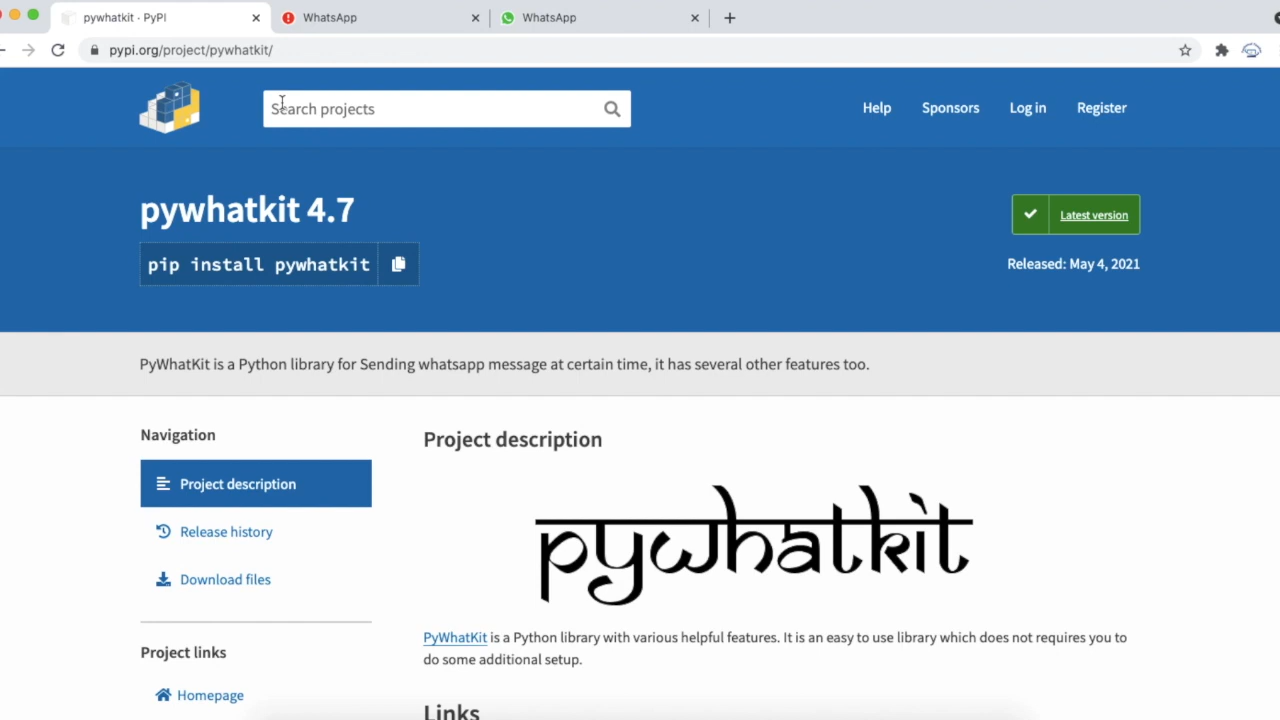 pywhatkit · PyPI
WhatsApp
WhatsApp
pypi.org/project/pywhatkit/
Search projects
Help
Sponsors
Log in
Register
pywhatkit 4.7
pip install pywhatkit
Latest version
Released: May 4, 2021
PyWhatKit is a Python library for Sending whatsapp message at certain time, it has several other features too.
Navigation
Project description
Release history
Download files
Project links
Homepage
Project description
pywhatkit
PyWhatKit is a Python library with various helpful features. It is an easy to use library which does not requires you to
do some additional setup.
Links